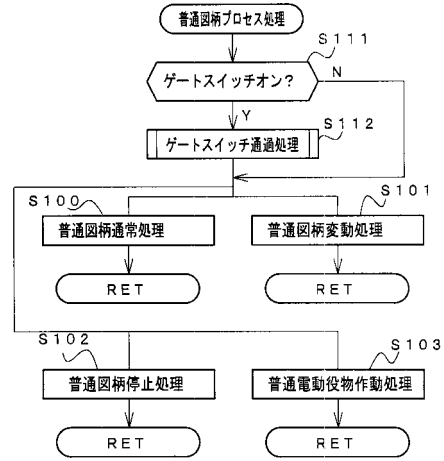 普通図柄プロセス処理
S111
ゲートスイッチオン?
N
Y
S112
ゲートスイッチ通過処理
S100
S101
普通図柄通常処理
普通図柄変動処理
RET
RET
S102
S103
普通図柄停止処理
普通電動役物作動処理
RET
RET